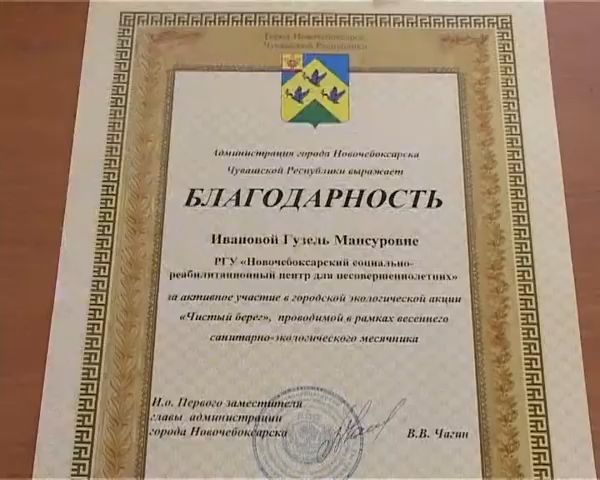 Город Новочебоксарск
Чувашской Республики
Администрация города Новочебоксарска
Чувашской Республики выражает
БЛАГОДАРНОСТЬ
Ивановой Гузель Мансуровне
РГУ «Новочебоксарский социально-
реабилитационный центр для несовершеннолетних»
за активное участие в городской экологической акции
«Чистый берег», проводимой в рамках весеннего
санитарно-экологического месячника
И.о. Первого заместителя
главы администрации
города Новочебоксарска
В.В. Чагин